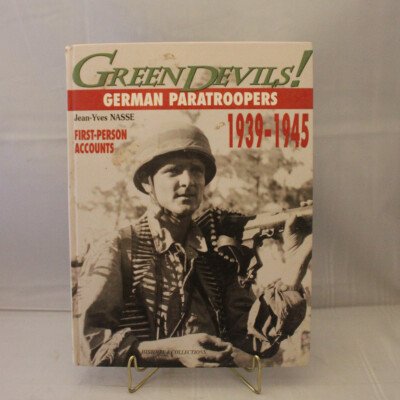 GREEN DEVILS!
GERMAN PARATROOPERS
Jean-Yves NASSE
1939-1945
FIRST-PERSON
ACCOUNTS
HISTOIRE & COLLECTIONS